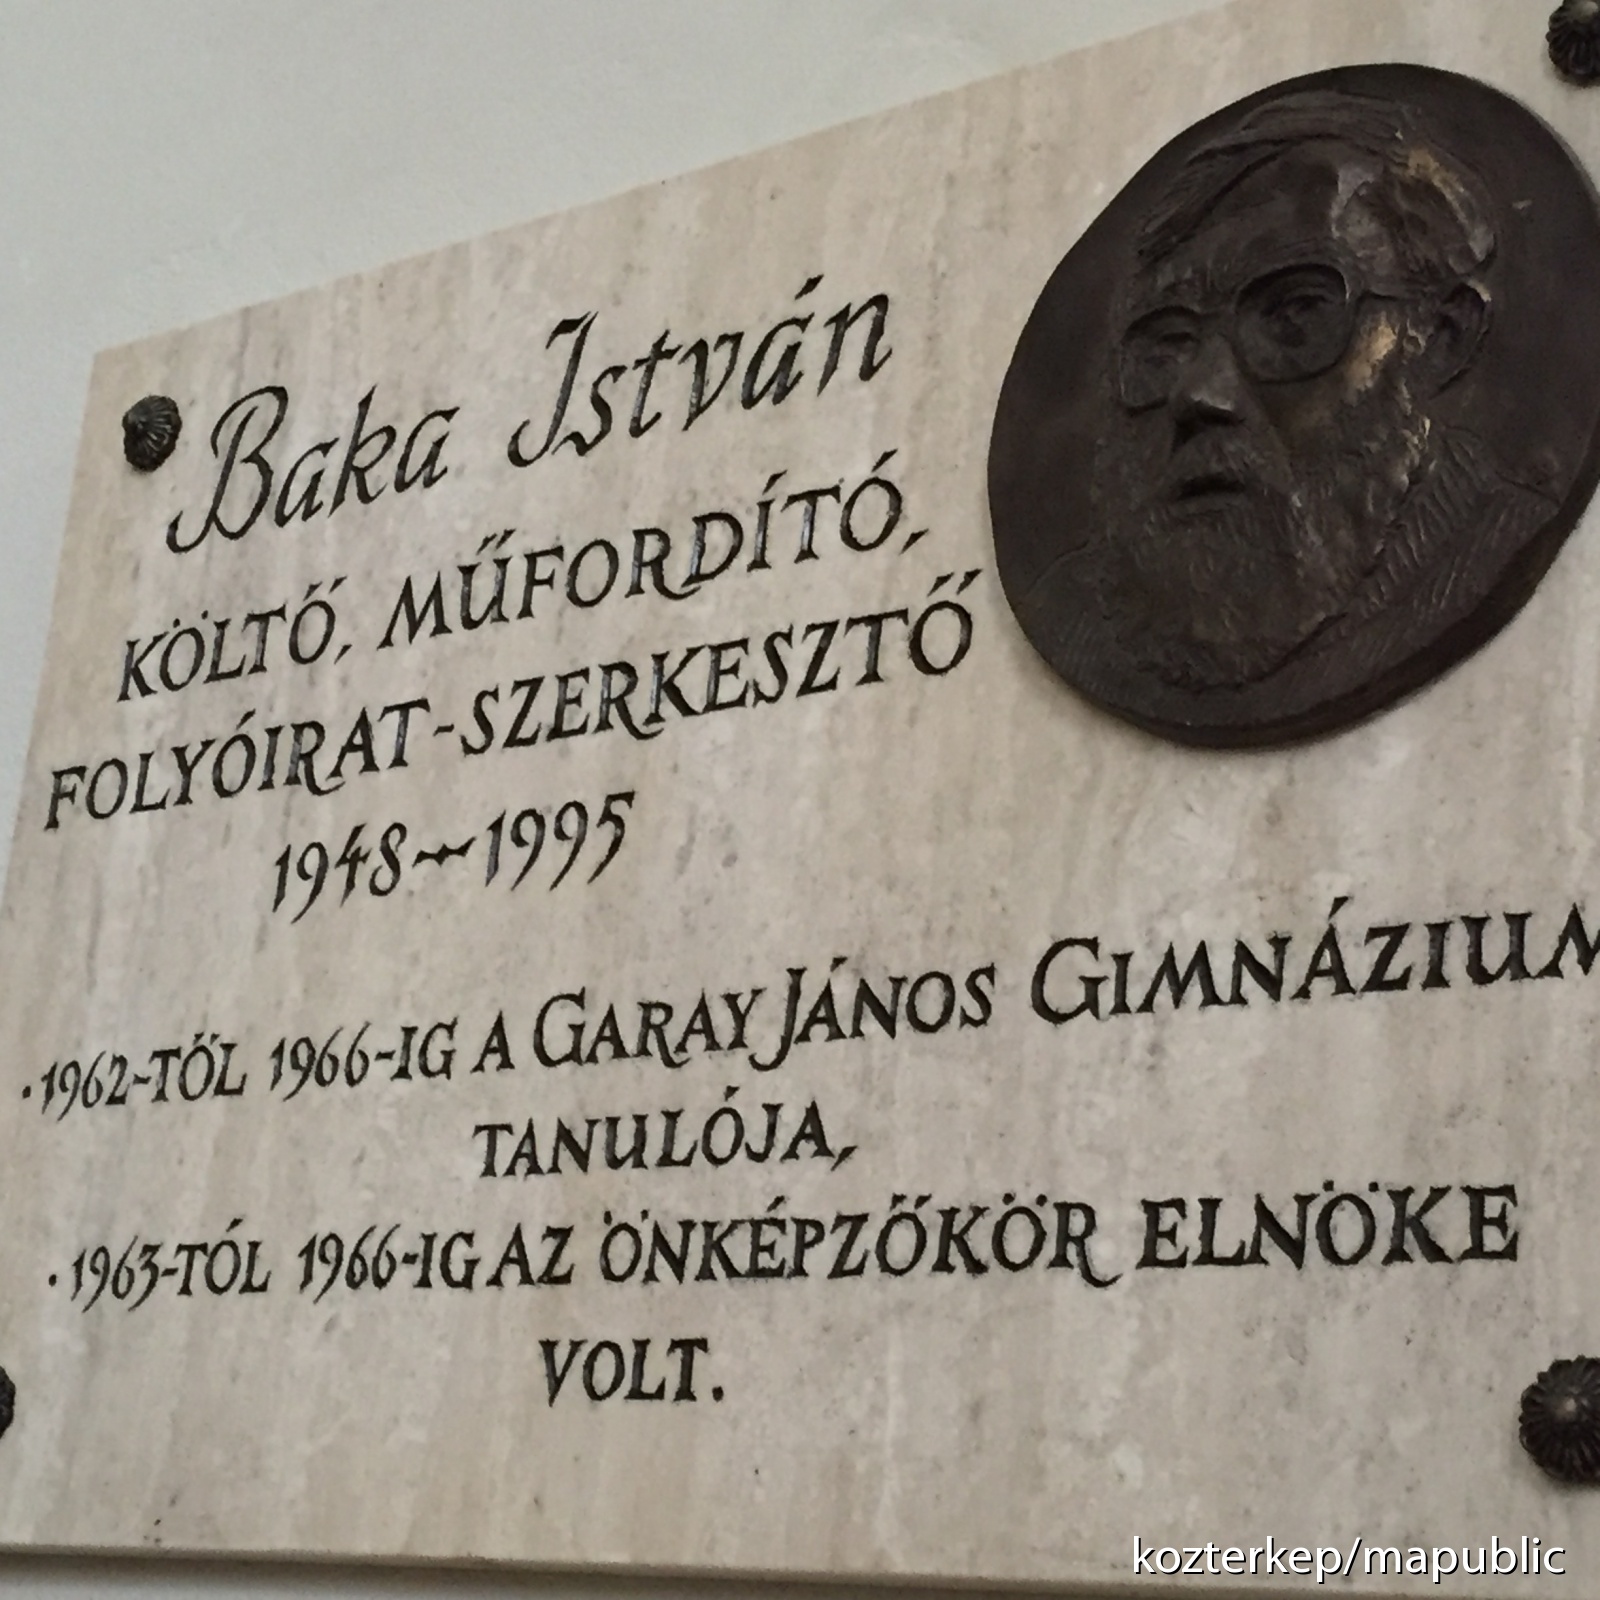 Baka István
KÖLTŐ, MŰFORDÍTÓ,
FOLYÓIRAT-SZERKESZTŐ
1948~1995
·1962-TŐL 1966-IG A GARAY JÁNOS GIMNÁZIUM
TANULÓJA,
·1963-TÓL 1966-IG AZ ÖNKÉPZŐKÖR ELNÖKE
VOLT.
kozterkep/mapublic